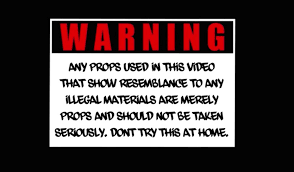 WARNING
ANY PROPS USED IN THIS VIDEO
THAT SHOW RESEMBLANCE TO ANY
ILLEGAL MATERIALS ARE MERELY
PROPS AND SHOULD NOT BE TAKEN
SERIOUSLY. DONT TRY THIS AT HOME.